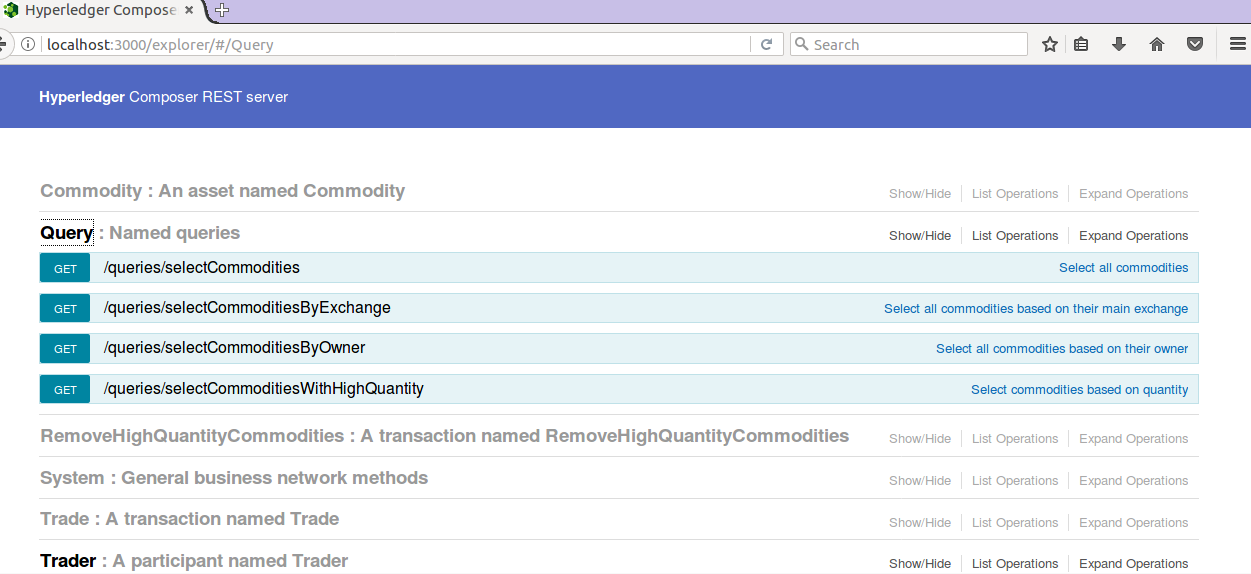 Hyperledger Compose
localhost:3000/explorer/#/Query
Search
Hyperledger Composer REST server
Commodity : An asset named Commodity Show/Hide List Operations Expand Operations
Query : Named queries Show/Hide List Operations Expand Operations
GET /queries/selectCommodities Select all commodities
GET /queries/selectCommoditiesByExchange Select all commodities based on their main exchange
GET /queries/selectCommoditiesByOwner Select all commodities based on their owner
GET /queries/selectCommoditiesWithHighQuantity Select commodities based on quantity
RemoveHighQuantityCommodities : A transaction named RemoveHighQuantityCommodities Show/Hide List Operations Expand Operations
System : General business network methods Show/Hide List Operations Expand Operations
Trade : A transaction named Trade Show/Hide List Operations Expand Operations
Trader : A participant named Trader Show/Hide List Operations Expand Operations